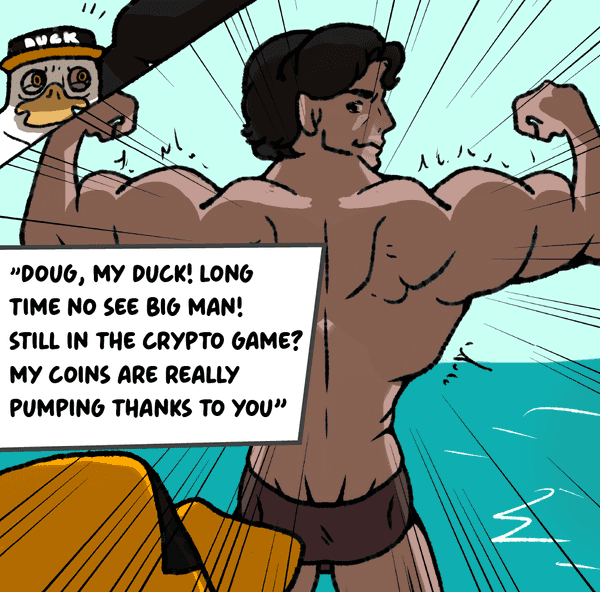 DUCK
"DOUG, MY DUCK! LONG
TIME NO SEE BIG MAN!
STILL IN THE CRYPTO GAME?
MY COINS ARE REALLY
PUMPING THANKS TO YOU"